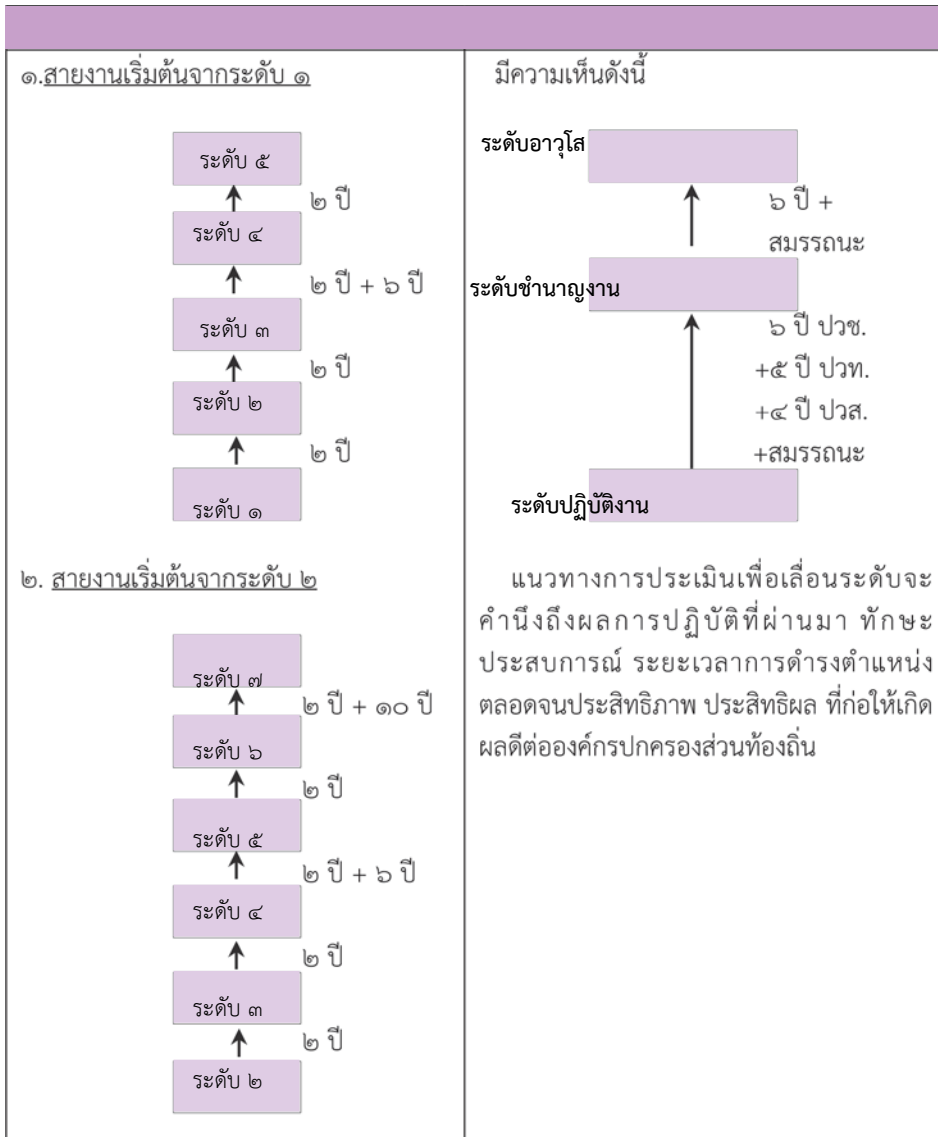 ๑.สายงานเริ่มต้นจากระดับ ๑
ระดับ ๕
๒ ปี
ระดับ ๔
๒ ปี + ๖ ปี
ระดับ ๓
๒ ปี
ระดับ ๒
๒ ปี
ระดับ ๑
๒. สายงานเริ่มต้นจากระดับ ๒
ระดับ ๗
๒ ปี + ๑๐ ปี
ระดับ ๖
๒ ปี
ระดับ ๕
๒ ปี + ๖ ปี
ระดับ ๔
๒ ปี
ระดับ ๓
๒ ปี
ระดับ ๒
มีความเห็นดังนี้
ระดับอาวุโส
๖ ปี +
สมรรถนะ
ระดับชำนาญงาน
๖ ปี ปวช.
+๕ ปี ปวท.
+๔ ปี ปวส.
+สมรรถนะ
ระดับปฏิบัติงาน
แนวทางการประเมินเพื่อเลื่อนระดับจะ
คำนึงถึงผลการปฏิบัติที่ผ่านมา ทักษะ
ประสบการณ์ ระยะเวลาการดำรงตำแหน่ง
ตลอดจนประสิทธิภาพ ประสิทธิผล ที่ก่อให้เกิด
ผลดีต่อองค์กรปกครองส่วนท้องถิ่น